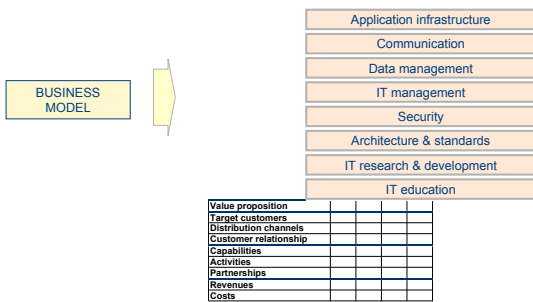 Application infrastructure
Communication
Data management
IT management
BUSINESS
MODEL
Security
Architecture & standards
IT research & development
IT education
Value proposition
Target customers
Distribution channels
Customer relationship
Capabilities
Activities
Partnerships
Revenues
Costs